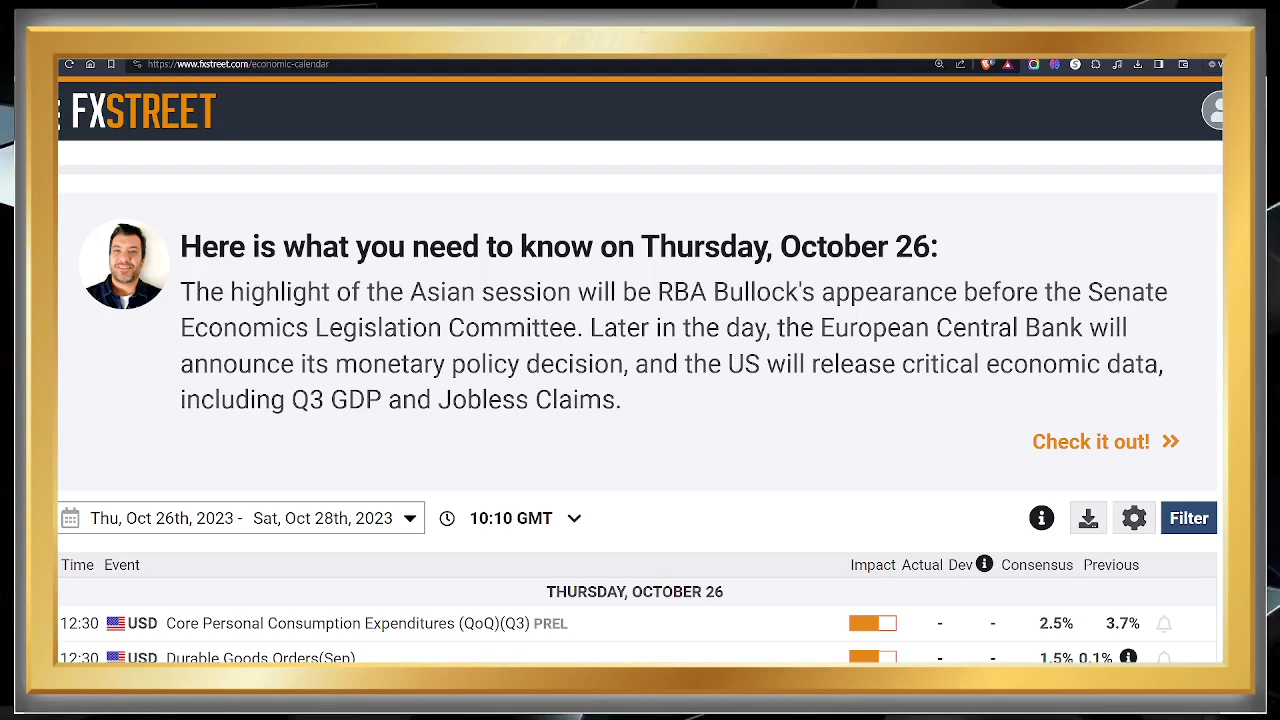 https://www.fxstreet.com/economic-calendar
FXSTREET
Here is what you need to know on Thursday, October 26:
The highlight of the Asian session will be RBA Bullock's appearance before the Senate
Economics Legislation Committee. Later in the day, the European Central Bank will
announce its monetary policy decision, and the US will release critical economic data,
including Q3 GDP and Jobless Claims.
Check it out!
Thu, Oct 26th, 2023 - Sat, Oct 28th, 2023 10:10 GMT Filter
Time Event Impact Actual Dev Consensus Previous
THURSDAY, OCTOBER 26
12:30 USD Core Personal Consumption Expenditures (QoQ)(Q3) PREL - - 2.5% 3.7%
12:30 USD Durable Goods Orders(Sep) - - 1.5% 0.1%